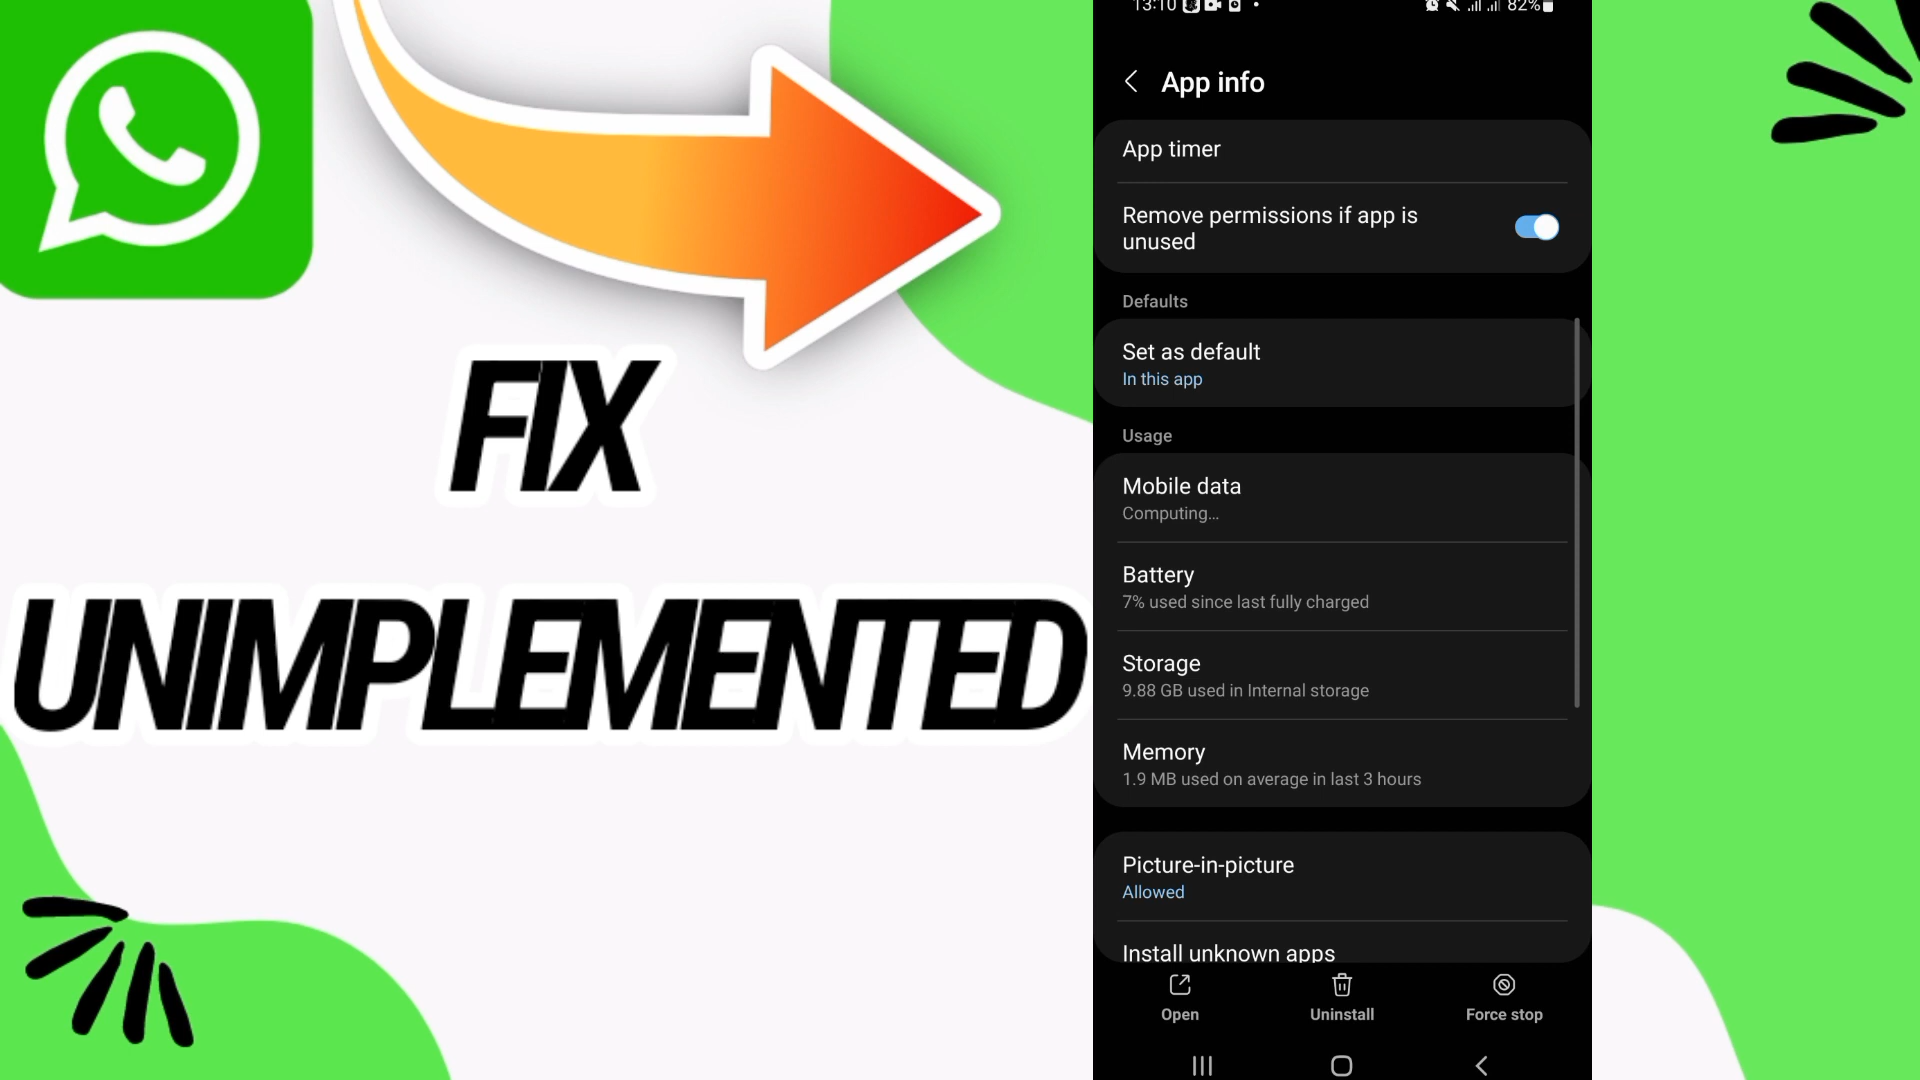 FIX
UNIMPLEMENTED
13:10
82%
App info
App timer
Remove permissions if app is
unused
Defaults
Set as default
In this app
Usage
Mobile data
Computing...
Battery
7% used since last fully charged
Storage
9.88 GB used in Internal storage
Memory
1.9 MB used on average in last 3 hours
Picture-in-picture
Allowed
Install unknown apps
Open
Uninstall
Force stop